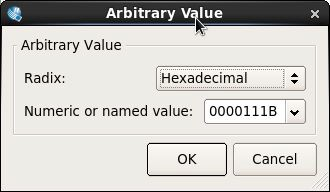 Arbitrary Value
Arbitrary Value
Radix: Hexadecimal
Numeric or named value: 0000111B
OK Cancel